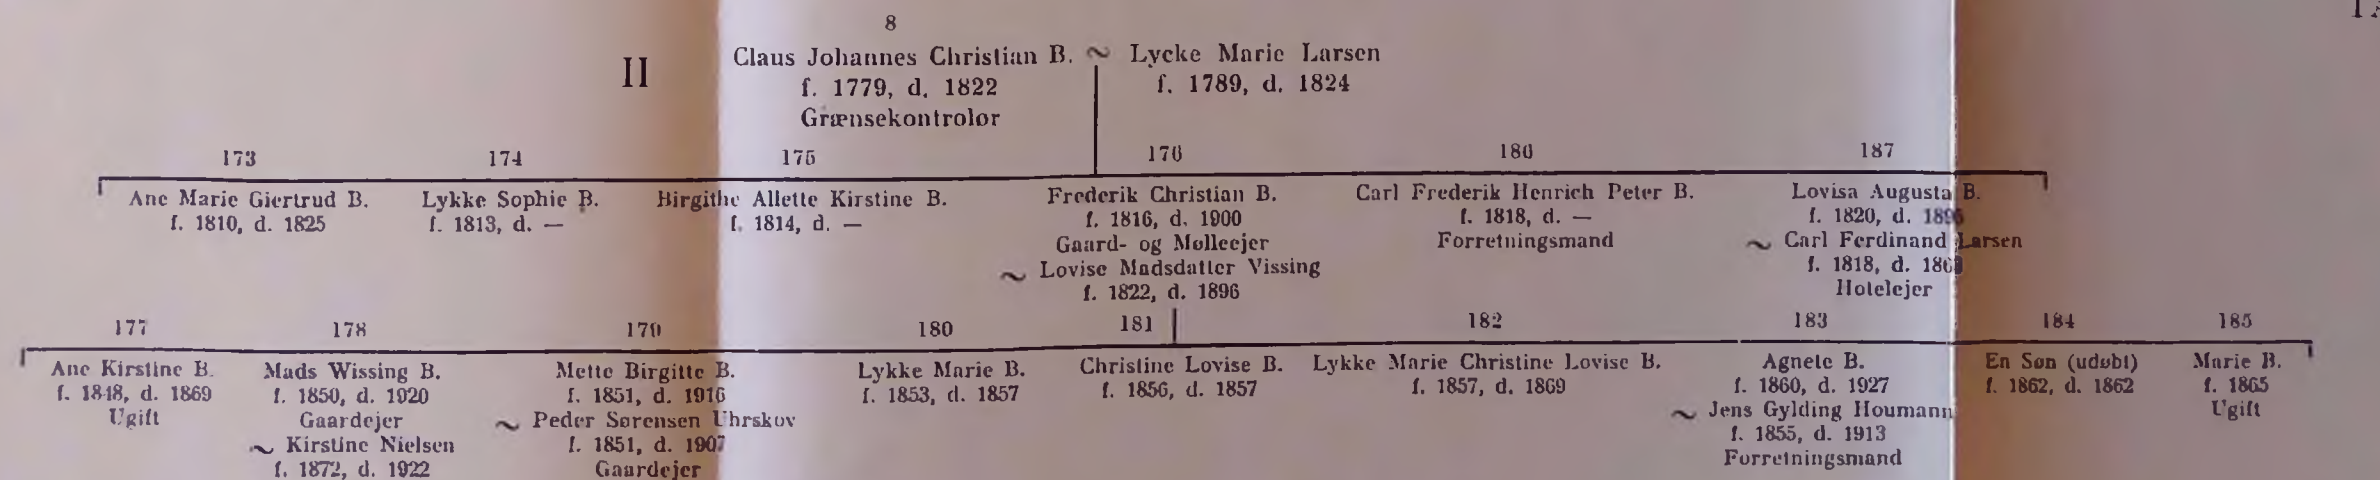 8
II
Claus Johannes Christian B. ~ Lycke Marie Larsen
f. 1779, d. 1822
f. 1789, d. 1824
Grænsekontrolør
173
174
175
176
186
187
Ane Marie Giertrud B.
f. 1810, d. 1825
Lykke Sophie B.
f. 1813, d. —
Birgithe Allette Kirstine B.
f. 1814, d. —
Frederik Christian B.
f. 1816, d. 1900
Gaard- og Mølleejer
~ Lovise Madsdatter Vissing
f. 1822, d. 1896
Carl Frederik Henrich Peter B.
f. 1818, d. —
Forretningsmand
Lovisa Augusta B.
f. 1820, d.
~ Carl Ferdinand Larsen
f. 1818, d.
Hotelejer
177
178
179
180
181
182
183
184
185
Ane Kirstine B.
f. 1848, d. 1869
Ugift
Mads Wissing B.
f. 1850, d. 1920
Gaardejer
~ Kirstine Nielsen
f. 1872, d. 1922
Mette Birgitte B.
f. 1851, d. 1916
~ Peder Sørensen Uhrskov
f. 1851, d. 1907
Gaardejer
Lykke Marie B.
f. 1853, d. 1857
Christine Lovise B.
f. 1856, d. 1857
Lykke Marie Christine Lovise B.
f. 1857, d. 1869
Agnete B.
f. 1860, d. 1927
~ Jens Gylding Houmann
f. 1855, d. 1913
Forretningsmand
En Søn (udøbt)
f. 1862, d. 1862
Marie B.
f. 1865
Ugift